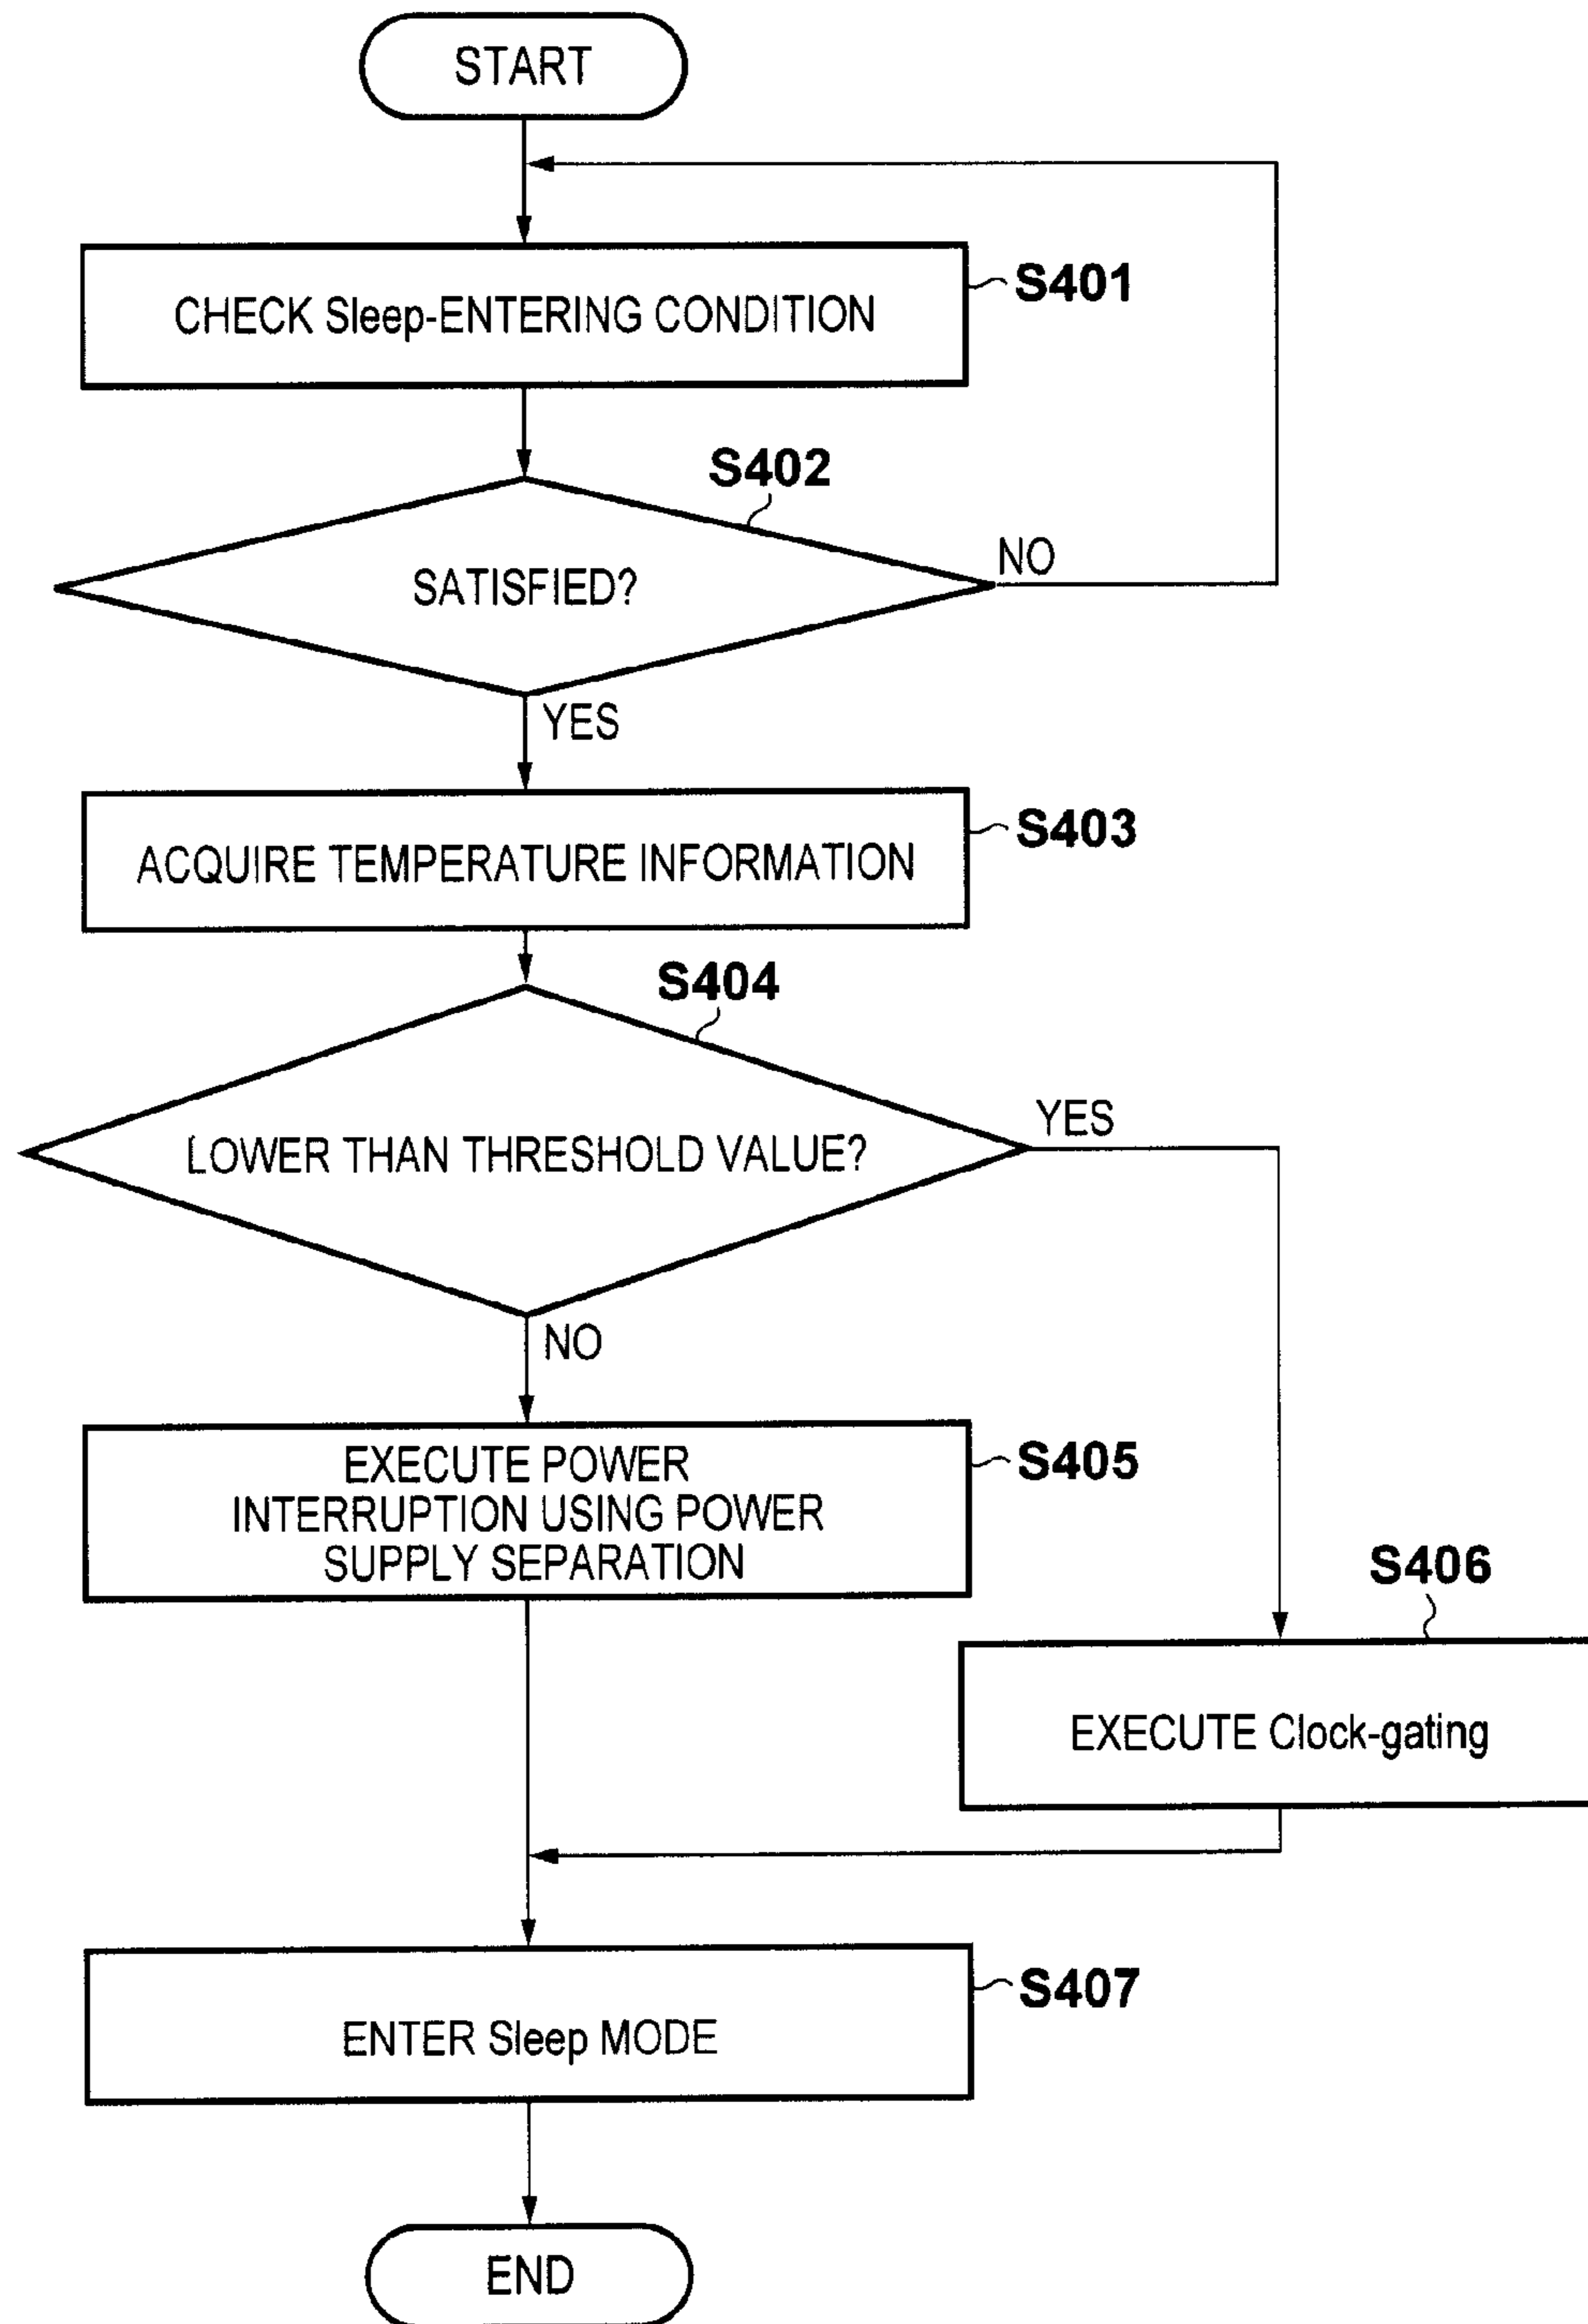 START
CHECK Sleep-ENTERING CONDITION
S401
S402
SATISFIED?
NO
YES
ACQUIRE TEMPERATURE INFORMATION
S403
S404
LOWER THAN THRESHOLD VALUE?
YES
NO
EXECUTE POWER
INTERRUPTION USING POWER
SUPPLY SEPARATION
S405
S406
EXECUTE Clock-gating
ENTER Sleep MODE
S407
END